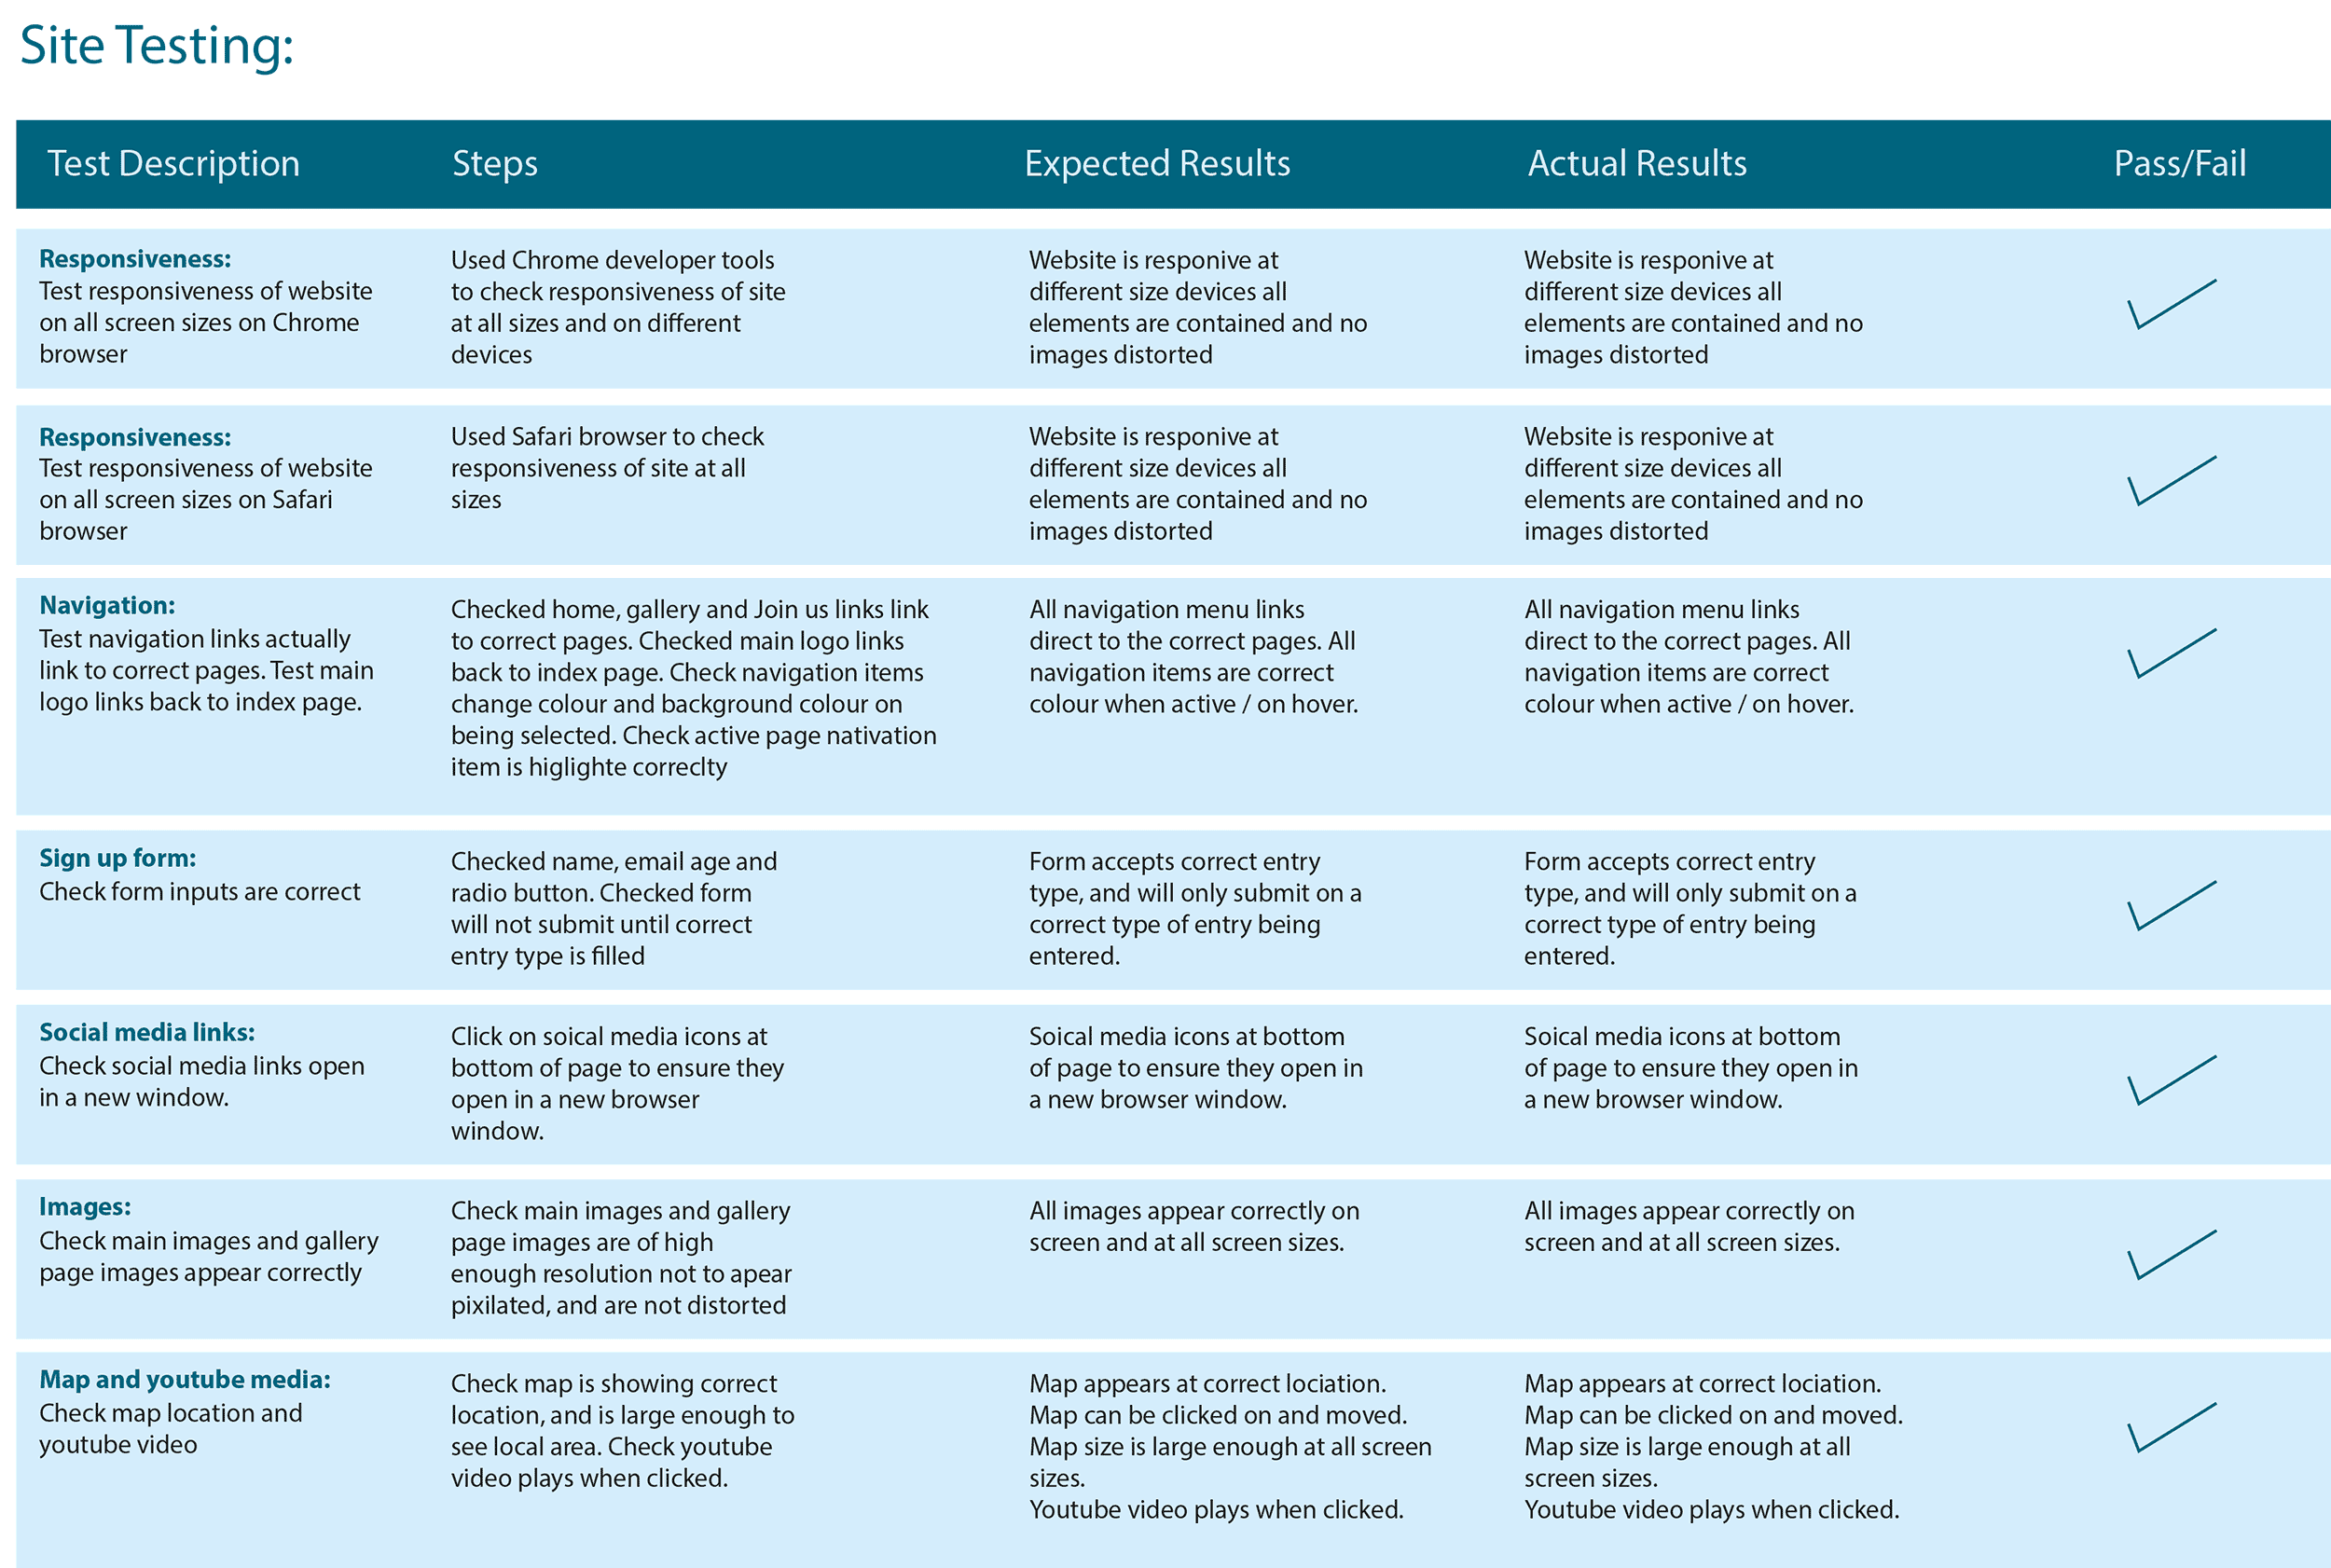 Site Testing:
Test Description
Steps
Expected Results
Actual Results
Pass/Fail
Responsiveness:
Test responsiveness of website
on all screen sizes on Chrome
browser
Used Chrome developer tools
to check responsiveness of site
at all sizes and on different
devices
Website is responive at
different size devices all
elements are contained and no
images distorted
Website is responive at
different size devices all
elements are contained and no
images distorted
Responsiveness:
Test responsiveness of website
on all screen sizes on Safari
browser
Used Safari browser to check
responsiveness of site at all
sizes
Website is responive at
different size devices all
elements are contained and no
images distorted
Website is responive at
different size devices all
elements are contained and no
images distorted
Navigation:
Test navigation links actually
link to correct pages. Test main
logo links back to index page.
Checked home, gallery and Join us links link
to correct pages. Checked main logo links
back to index page. Check navigation items
change colour and background colour on
being selected. Check active page nativation
item is higlighte correclty
All navigation menu links
direct to the correct pages. All
navigation items are correct
colour when active / on hover.
All navigation menu links
direct to the correct pages. All
navigation items are correct
colour when active / on hover.
Sign up form:
Check form inputs are correct
Checked name, email age and
radio button. Checked form
will not submit until correct
entry type is filled
Form accepts correct entry
type, and will only submit on a
correct type of entry being
entered.
Form accepts correct entry
type, and will only submit on a
correct type of entry being
entered.
Social media links:
Check social media links open
in a new window.
Click on soical media icons at
bottom of page to ensure they
open in a new browser
window.
Soical media icons at bottom
of page to ensure they open in
a new browser window.
Soical media icons at bottom
of page to ensure they open in
a new browser window.
Images:
Check main images and gallery
page images appear correctly
Check main images and gallery
page images are of high
enough resolution not to apear
pixilated, and are not distorted
All images appear correctly on
screen and at all screen sizes.
All images appear correctly on
screen and at all screen sizes.
Map and youtube media:
Check map location and
youtube video
Check map is showing correct
location, and is large enough to
see local area. Check youtube
video plays when clicked.
Map appears at correct lociation.
Map can be clicked on and moved.
Map size is large enough at all screen
sizes.
Youtube video plays when clicked.
Map appears at correct lociation.
Map can be clicked on and moved.
Map size is large enough at all
screen sizes.
Youtube video plays when clicked.